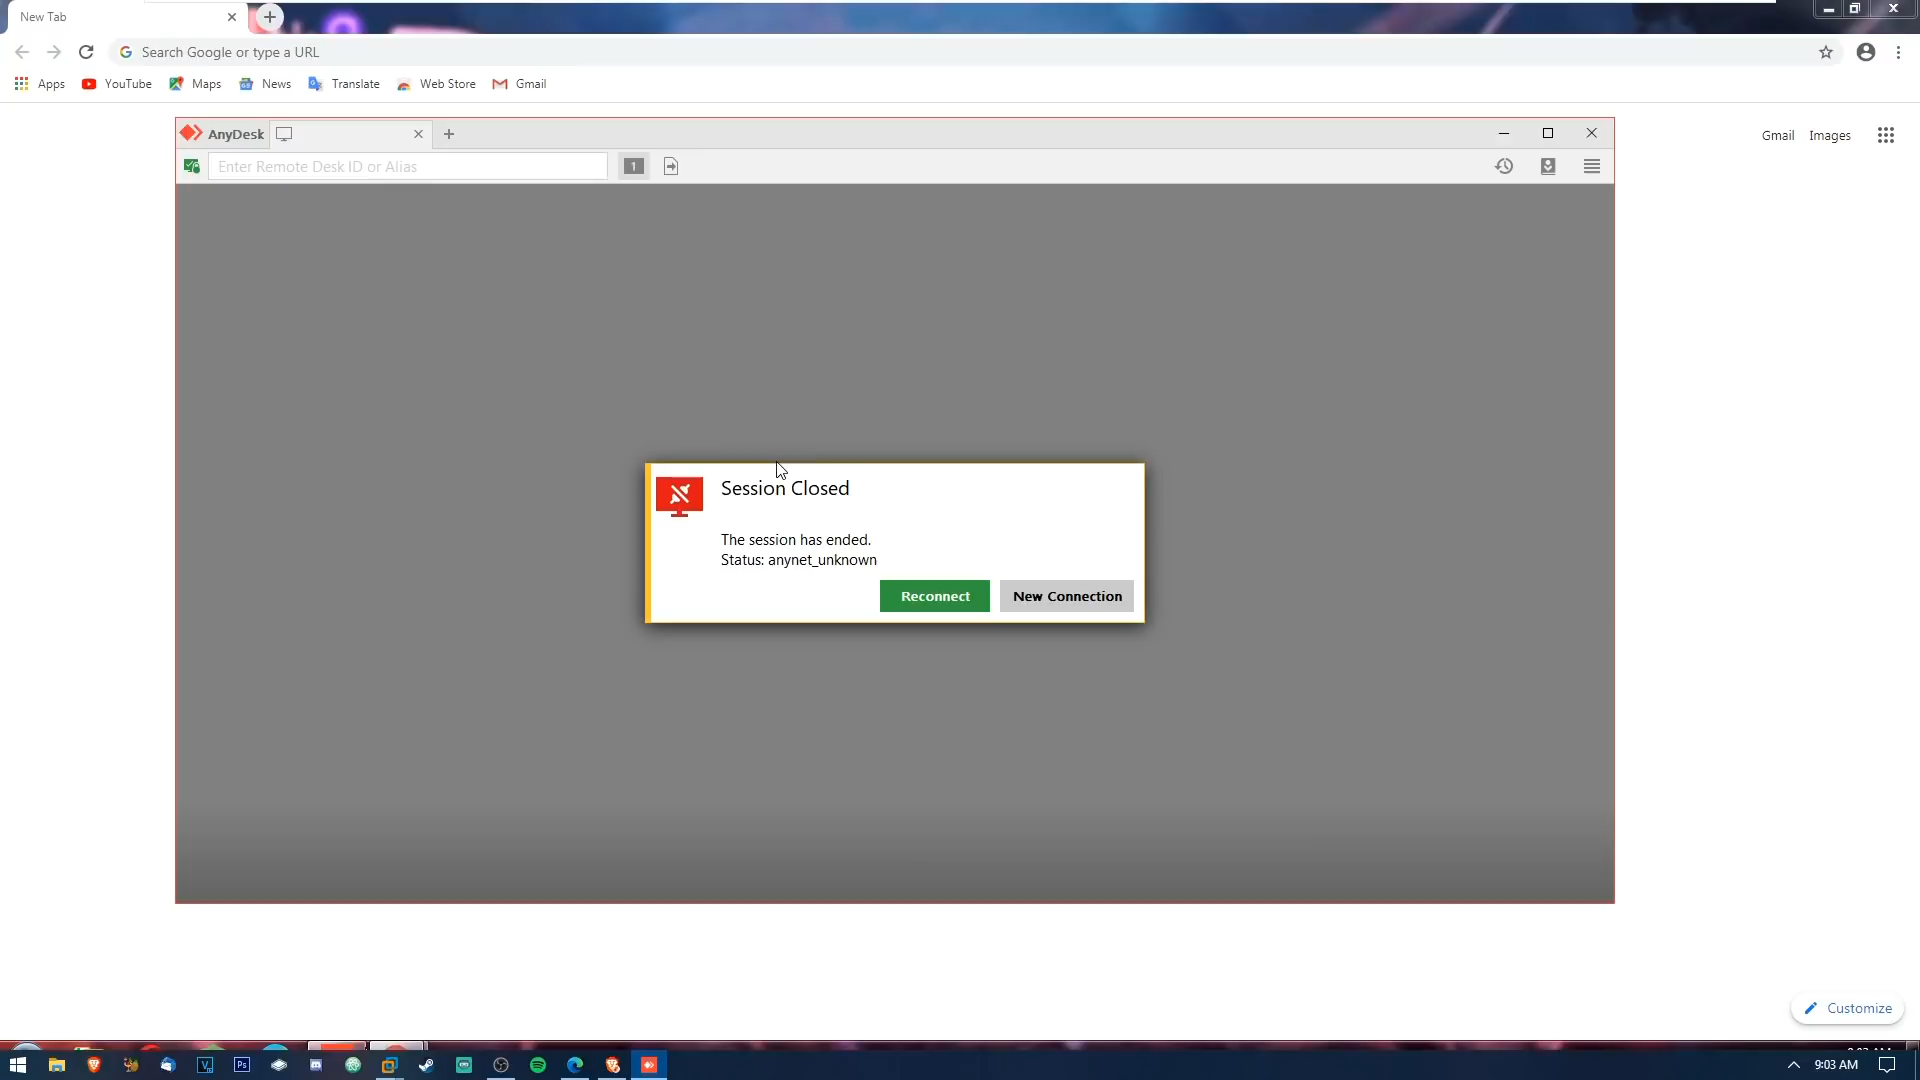 New Tab
Search Google or type a URL
Apps YouTube Maps News Translate Web Store Gmail
AnyDesk
Gmail Images
Enter Remote Desk ID or Alias
1
Session Closed
The session has ended.
Status: anynet_unknown
Reconnect New Connection
Customize
9:03 AM